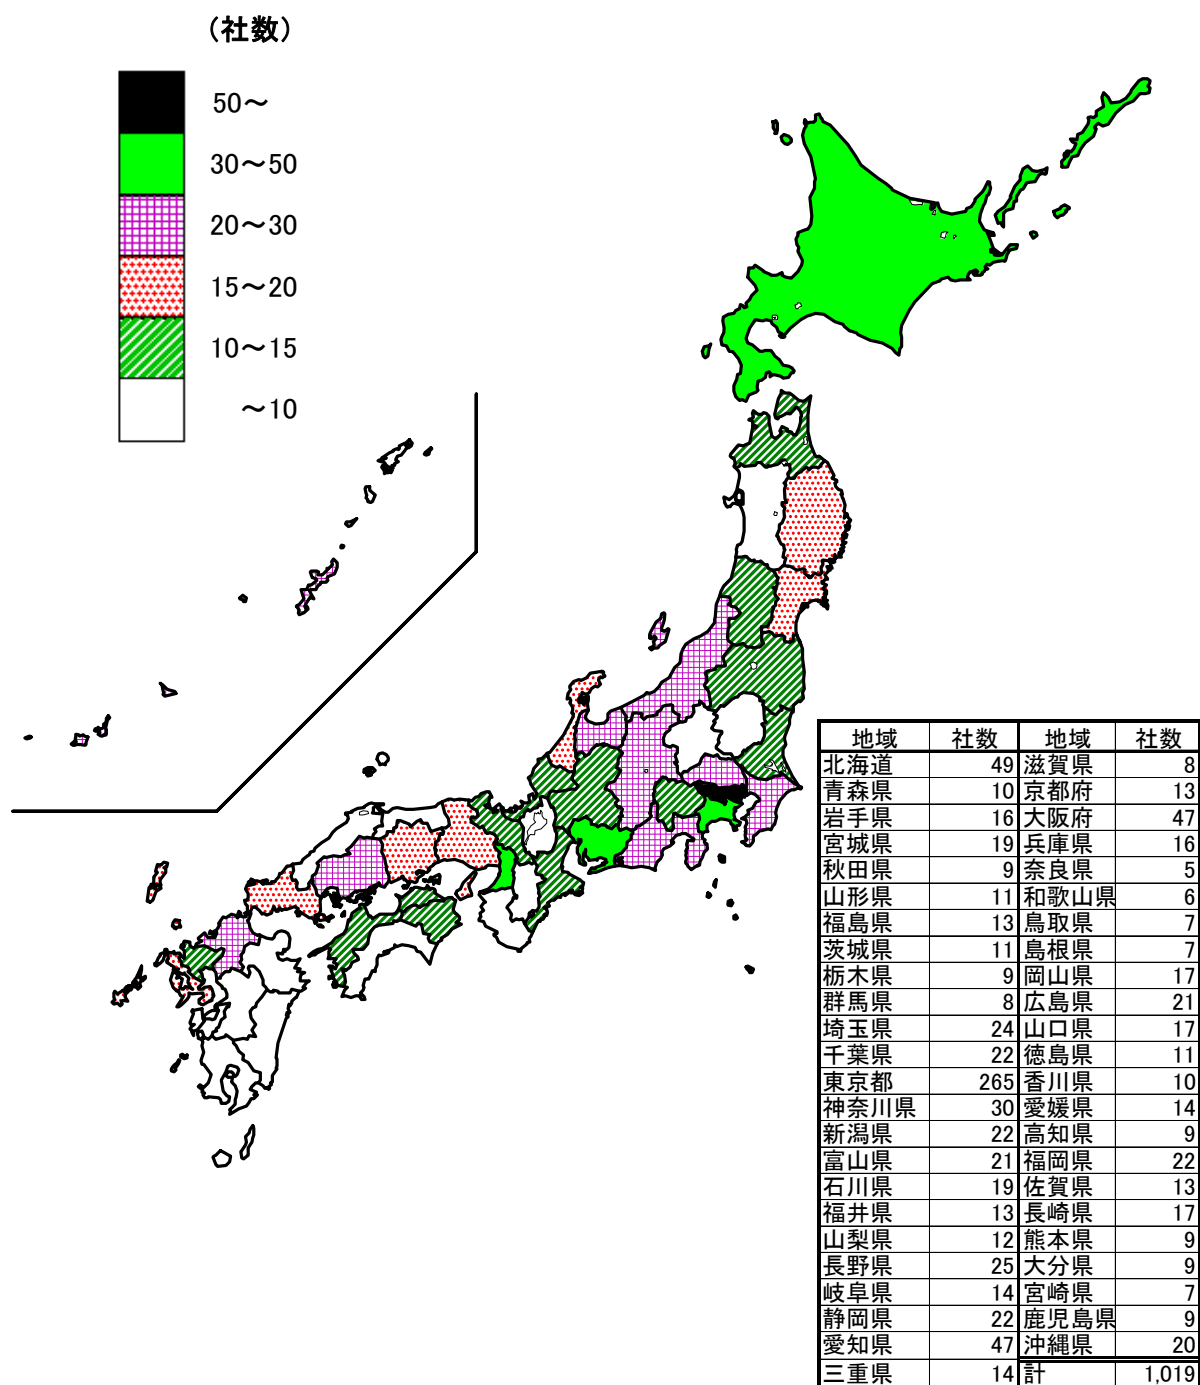 （社数）
50～
30～50
20～30
15～20
10～15
～10
地域 社数 地域 社数
北海道 49 滋賀県 8
青森県 10 京都府 13
岩手県 16 大阪府 47
宮城県 19 兵庫県 16
秋田県 9 奈良県 5
山形県 11 和歌山県 6
福島県 13 鳥取県 7
茨城県 11 島根県 7
栃木県 9 岡山県 17
群馬県 8 広島県 21
埼玉県 24 山口県 17
千葉県 22 徳島県 11
東京都 265 香川県 10
神奈川県 30 愛媛県 14
新潟県 22 高知県 9
富山県 21 福岡県 22
石川県 19 佐賀県 13
福井県 13 長崎県 17
山梨県 12 熊本県 9
長野県 25 大分県 9
岐阜県 14 宮崎県 7
静岡県 22 鹿児島県 9
愛知県 47 沖縄県 20
三重県 14 計 1,019